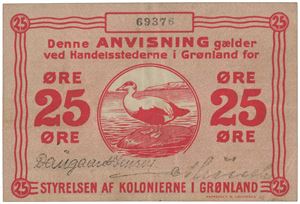 25 25
69376
Denne ANVISNING gælder
ved Handelsstederne i Grønland for
ØRE ØRE
25 25
ØRE ØRE
STYRELSEN AF KOLONIERNE I GRØNLAND
25 25